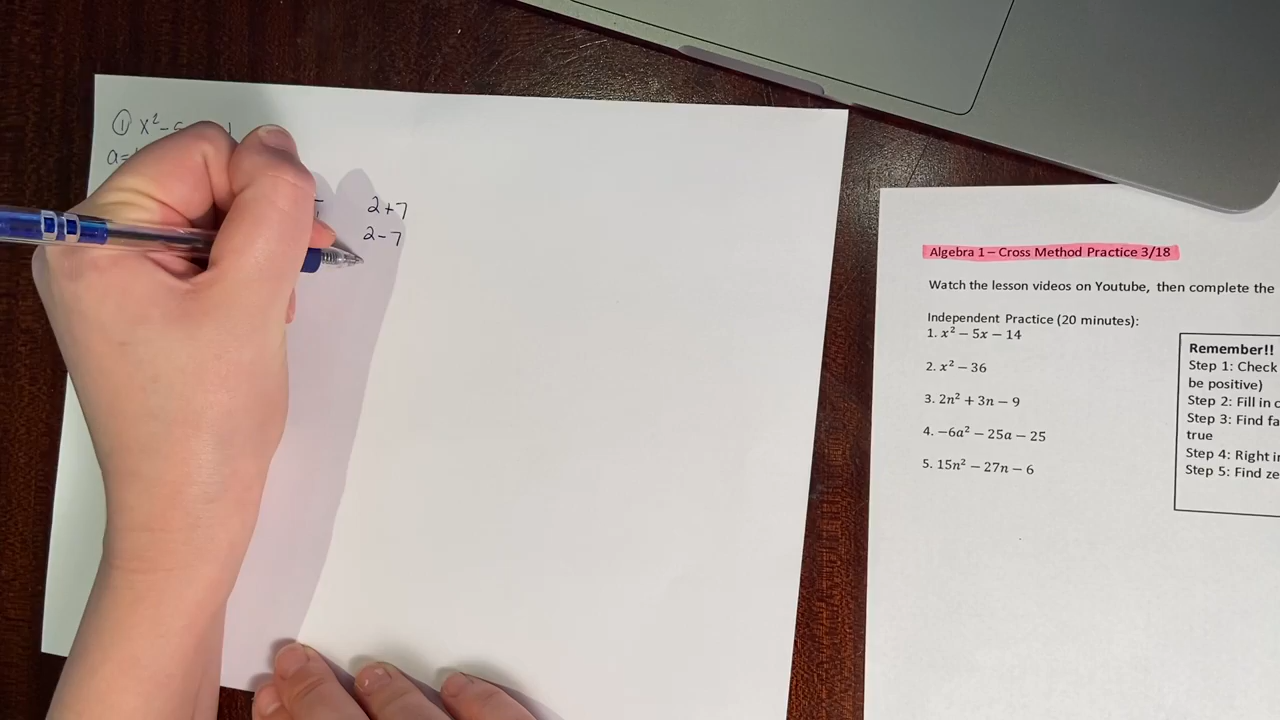 ① x² –
a=
2+7
2-7
Algebra 1 – Cross Method Practice 3/18
Watch the lesson videos on Youtube, then complete the
Independent Practice (20 minutes):
1. x² − 5x − 14
2. x² − 36
3. 2n² + 3n − 9
4. −6a² − 25a − 25
5. 15n² − 27n − 6
Remember!!
Step 1: Check
be positive)
Step 2: Fill in
Step 3: Find
true
Step 4: Right
Step 5: Find